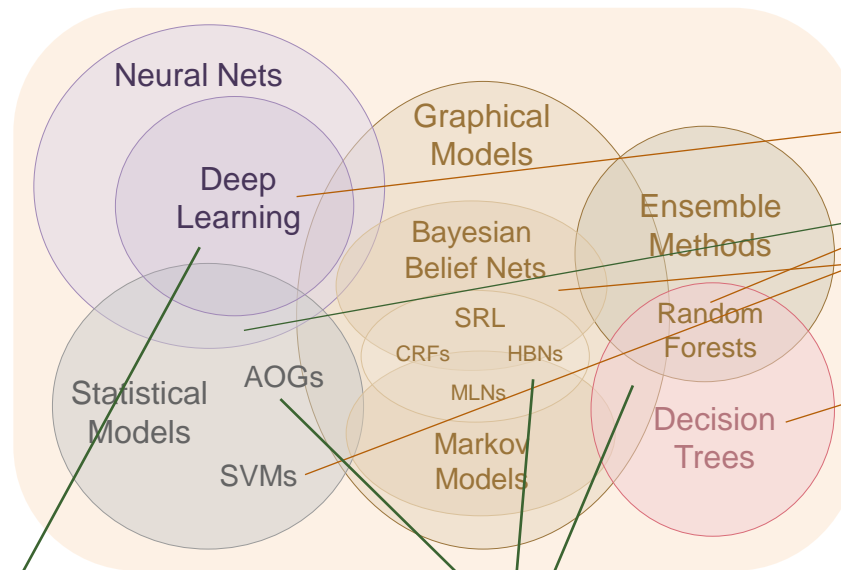 Neural Nets
Graphical
Models
Deep
Learning
Ensemble
Methods
Bayesian
Belief Nets
SRL
Random
Forests
CRFs
HBNs
AOGs
MLNs
Statistical
Models
Decision
Trees
Markov
Models
SVMs